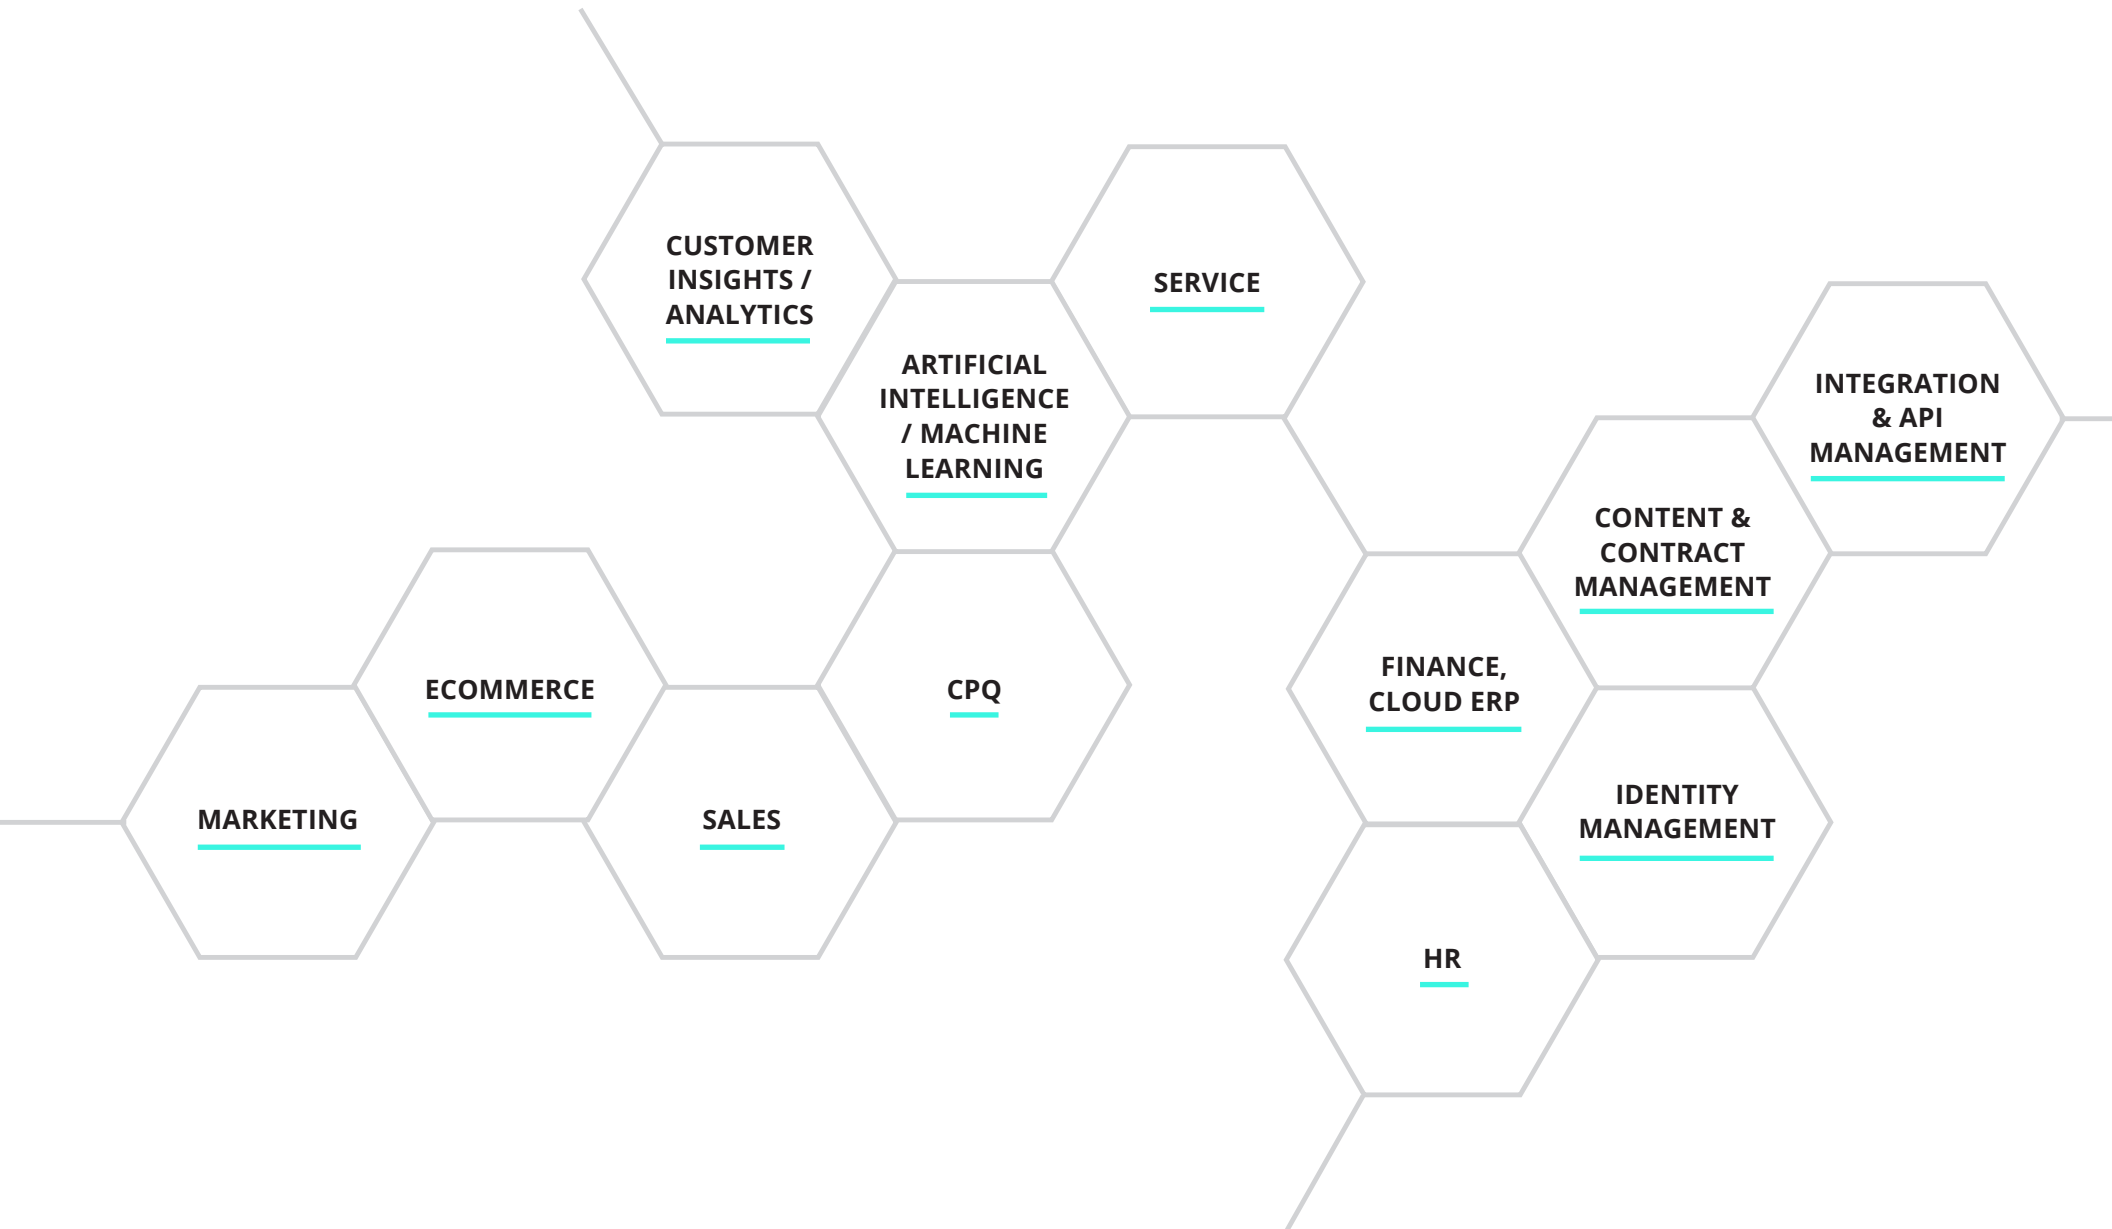 CUSTOMER
INSIGHTS /
ANALYTICS
SERVICE
ARTIFICIAL
INTELLIGENCE
/ MACHINE
LEARNING
INTEGRATION
& API
MANAGEMENT
CONTENT &
CONTRACT
MANAGEMENT
ECOMMERCE
CPQ
FINANCE,
CLOUD ERP
MARKETING
SALES
IDENTITY
MANAGEMENT
HR